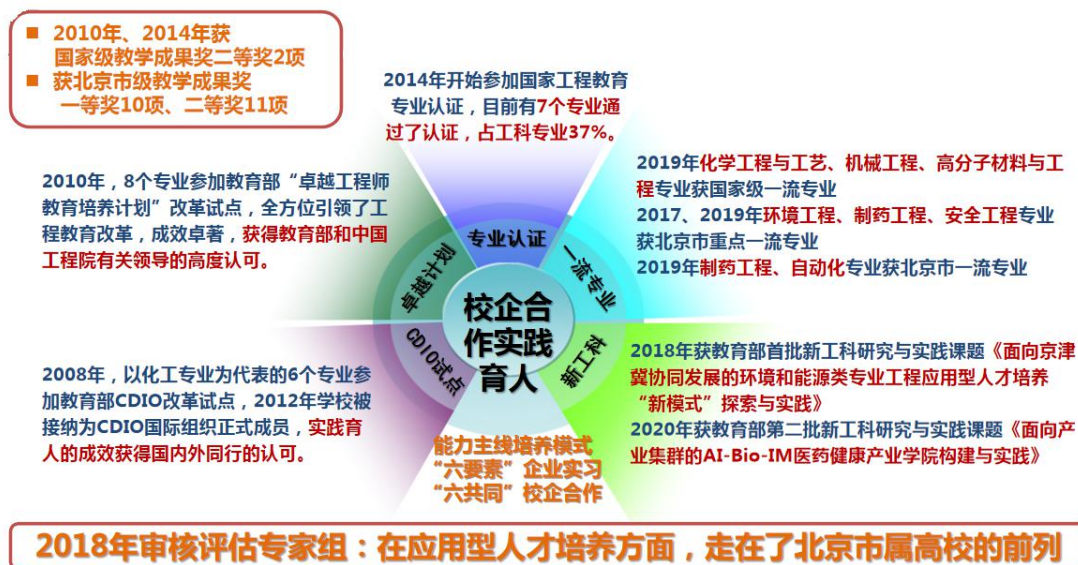 ■ 2010年、2014年获
国家级教学成果奖二等奖2项
■ 获北京市级教学成果奖
一等奖10项、二等奖11项
2014年开始参加国家工程教育
专业认证，目前有7个专业通
过了认证，占工科专业37%。
2010年，8个专业参加教育部“卓越工程师
教育培养计划”改革试点，全方位引领了工
程教育改革，成效卓著，获得教育部和中国
工程院有关领导的高度认可。
2019年化学工程与工艺、机械工程、高分子材料与工
程专业获国家级一流专业
2017、2019年环境工程、制药工程、安全工程专业
获北京市重点一流专业
2019年制药工程、自动化专业获北京市一流专业
专业认证
卓越计划
一流专业
校企合
作实践
育人
CDIO试点
新工科
2008年，以化工专业为代表的6个专业参
加教育部CDIO改革试点，2012年学校被
接纳为CDIO国际组织正式成员，实践育
人的成效获得国内外同行的认可。
2018年获教育部首批新工科研究与实践课题《面向京津
冀协同发展的环境和能源类专业工程应用型人才培养
“新模式”探索与实践》
2020年获教育部第二批新工科研究与实践课题《面向产
业集群的AI-Bio-IM医药健康产业学院构建与实践》
能力主线培养模式
“六要素”企业实习
“六共同”校企合作
2018年审核评估专家组：在应用型人才培养方面，走在了北京市属高校的前列